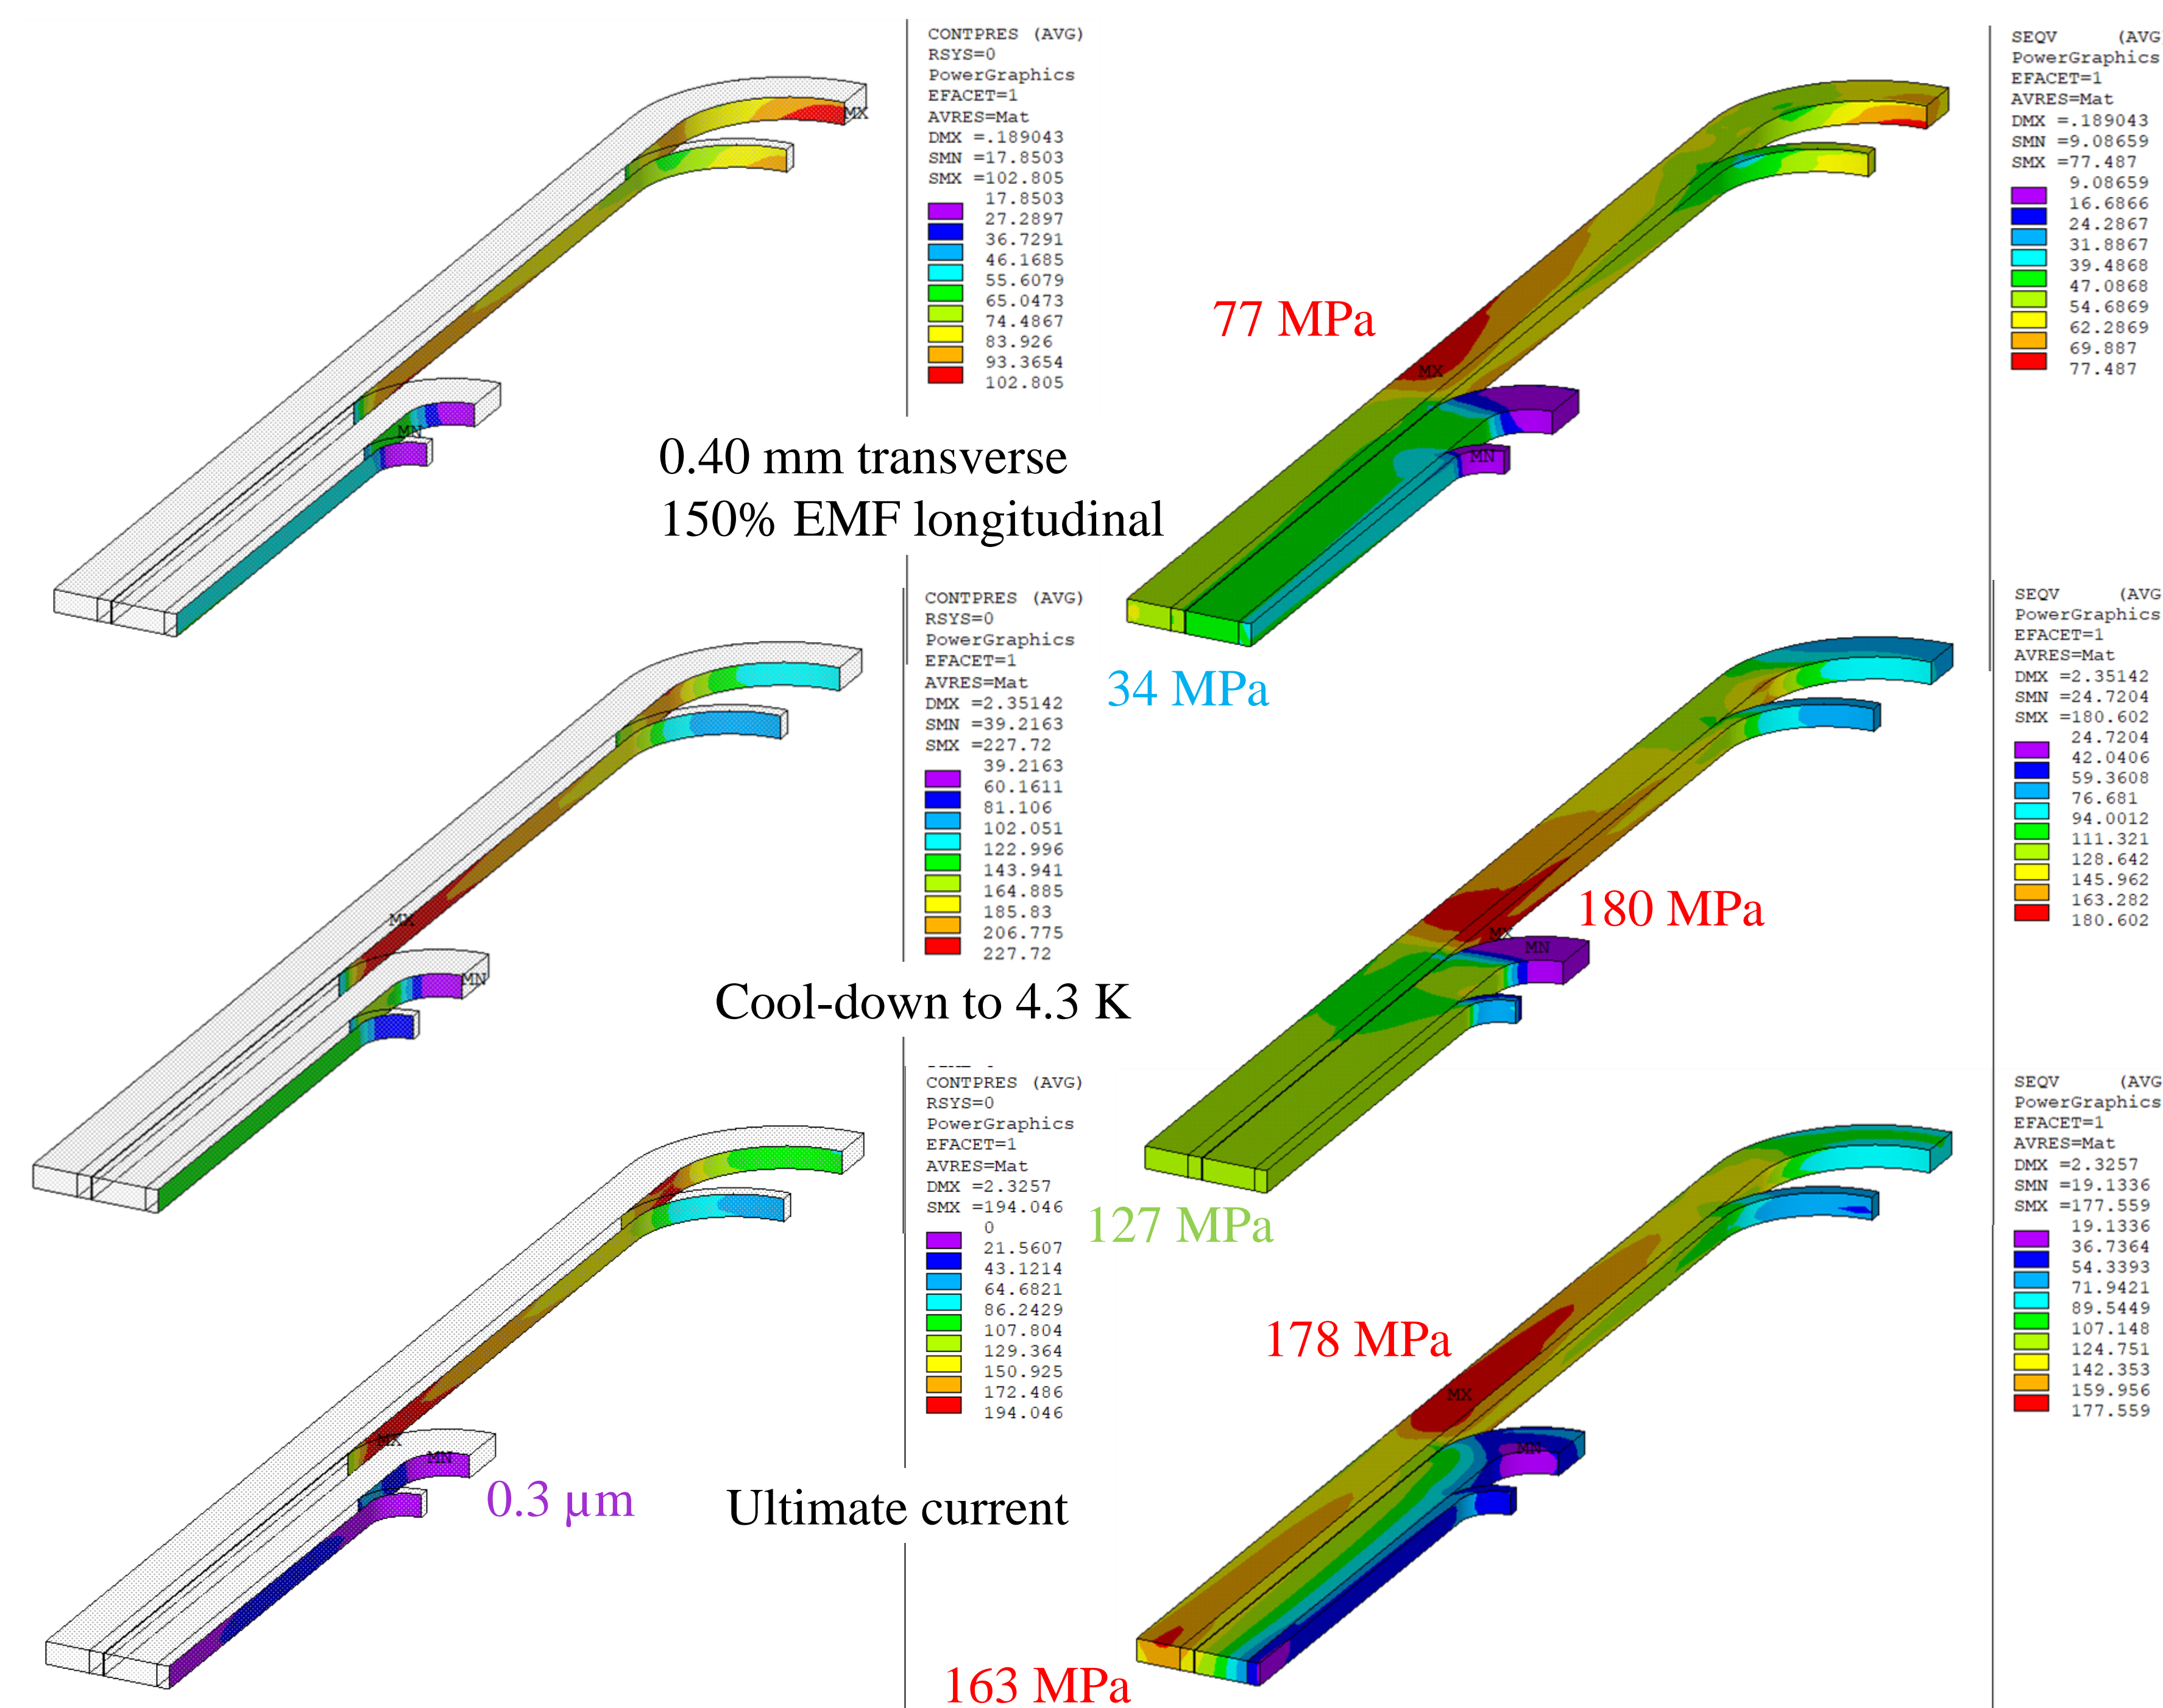 CONTPRES (AVG)
RSYS=0
PowerGraphics
EFACET=1
AVRES=Mat
DMX =.189043
SMN =17.8503
SMX =102.805
17.8503
27.2897
36.7291
46.1685
55.6079
65.0473
74.4867
83.926
93.3654
102.805
MX
MN
SEQV (AVG
PowerGraphics
EFACET=1
AVRES=Mat
DMX =.189043
SMN =9.08659
SMX =77.487
9.08659
16.6866
24.2867
31.8867
39.4868
47.0868
54.6869
62.2869
69.887
77.487
77 MPa
MX
MN
0.40 mm transverse
150% EMF longitudinal
34 MPa
CONTPRES (AVG)
RSYS=0
PowerGraphics
EFACET=1
AVRES=Mat
DMX =2.35142
SMN =39.2163
SMX =227.72
39.2163
60.1611
81.106
102.051
122.996
143.941
164.885
185.83
206.775
227.72
MX
MN
SEQV (AVG
PowerGraphics
EFACET=1
AVRES=Mat
DMX =2.35142
SMN =24.7204
SMX =180.602
24.7204
42.0406
59.3608
76.681
94.0012
111.321
128.642
145.962
163.282
180.602
180 MPa
MX
MN
Cool-down to 4.3 K
127 MPa
CONTPRES (AVG)
RSYS=0
PowerGraphics
EFACET=1
AVRES=Mat
DMX =2.3257
SMX =194.046
0
21.5607
43.1214
64.6821
86.2429
107.804
129.364
150.925
172.486
194.046
MX
MN
0.3 μm
SEQV (AVG
PowerGraphics
EFACET=1
AVRES=Mat
DMX =2.3257
SMN =19.1336
SMX =177.559
19.1336
36.7364
54.3393
71.9421
89.5449
107.148
124.751
142.353
159.956
177.559
178 MPa
MX
MN
Ultimate current
163 MPa